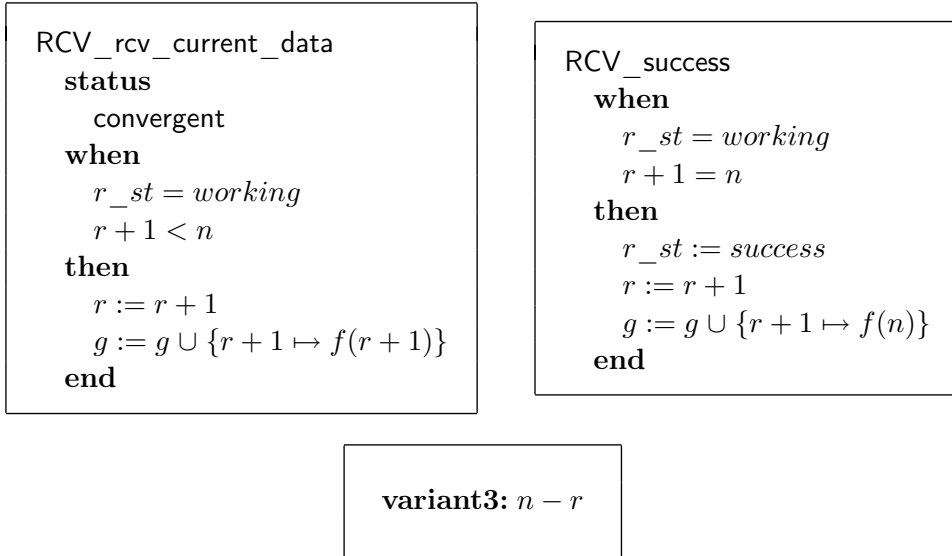 RCV_rcv_current_data
status
convergent
when
r_st = working
r + 1 < n
then
r := r + 1
g := g ∪ {r + 1 ↦ f(r + 1)}
end
RCV_success
when
r_st = working
r + 1 = n
then
r_st := success
r := r + 1
g := g ∪ {r + 1 ↦ f(n)}
end
variant3: n − r